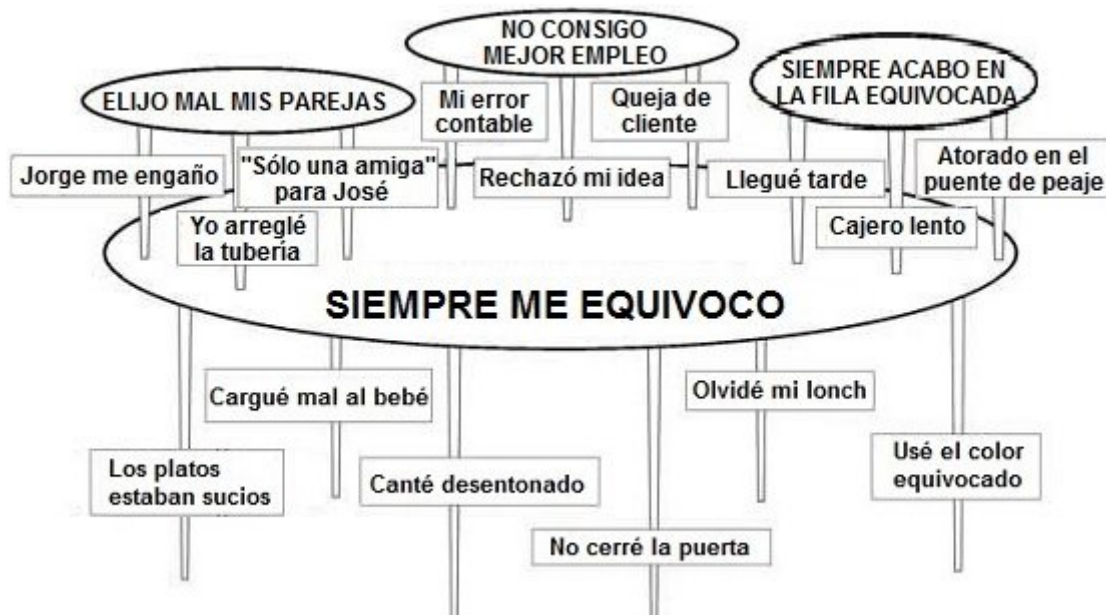 NO CONSIGO
MEJOR EMPLEO
ELIJO MAL MIS PAREJAS
SIEMPRE ACABO EN
LA FILA EQUIVOCADA
Mi error
contable
Queja de
cliente
Jorge me engaño
"Sólo una amiga"
para José
Rechazó mi idea
Llegué tarde
Atorado en el
puente de peaje
Yo arreglé
la tubería
Cajero lento
SIEMPRE ME EQUIVOCO
Cargué mal al bebé
Olvidé mi lonch
Los platos
estaban sucios
Canté desentonado
Usé el color
equivocado
No cerré la puerta